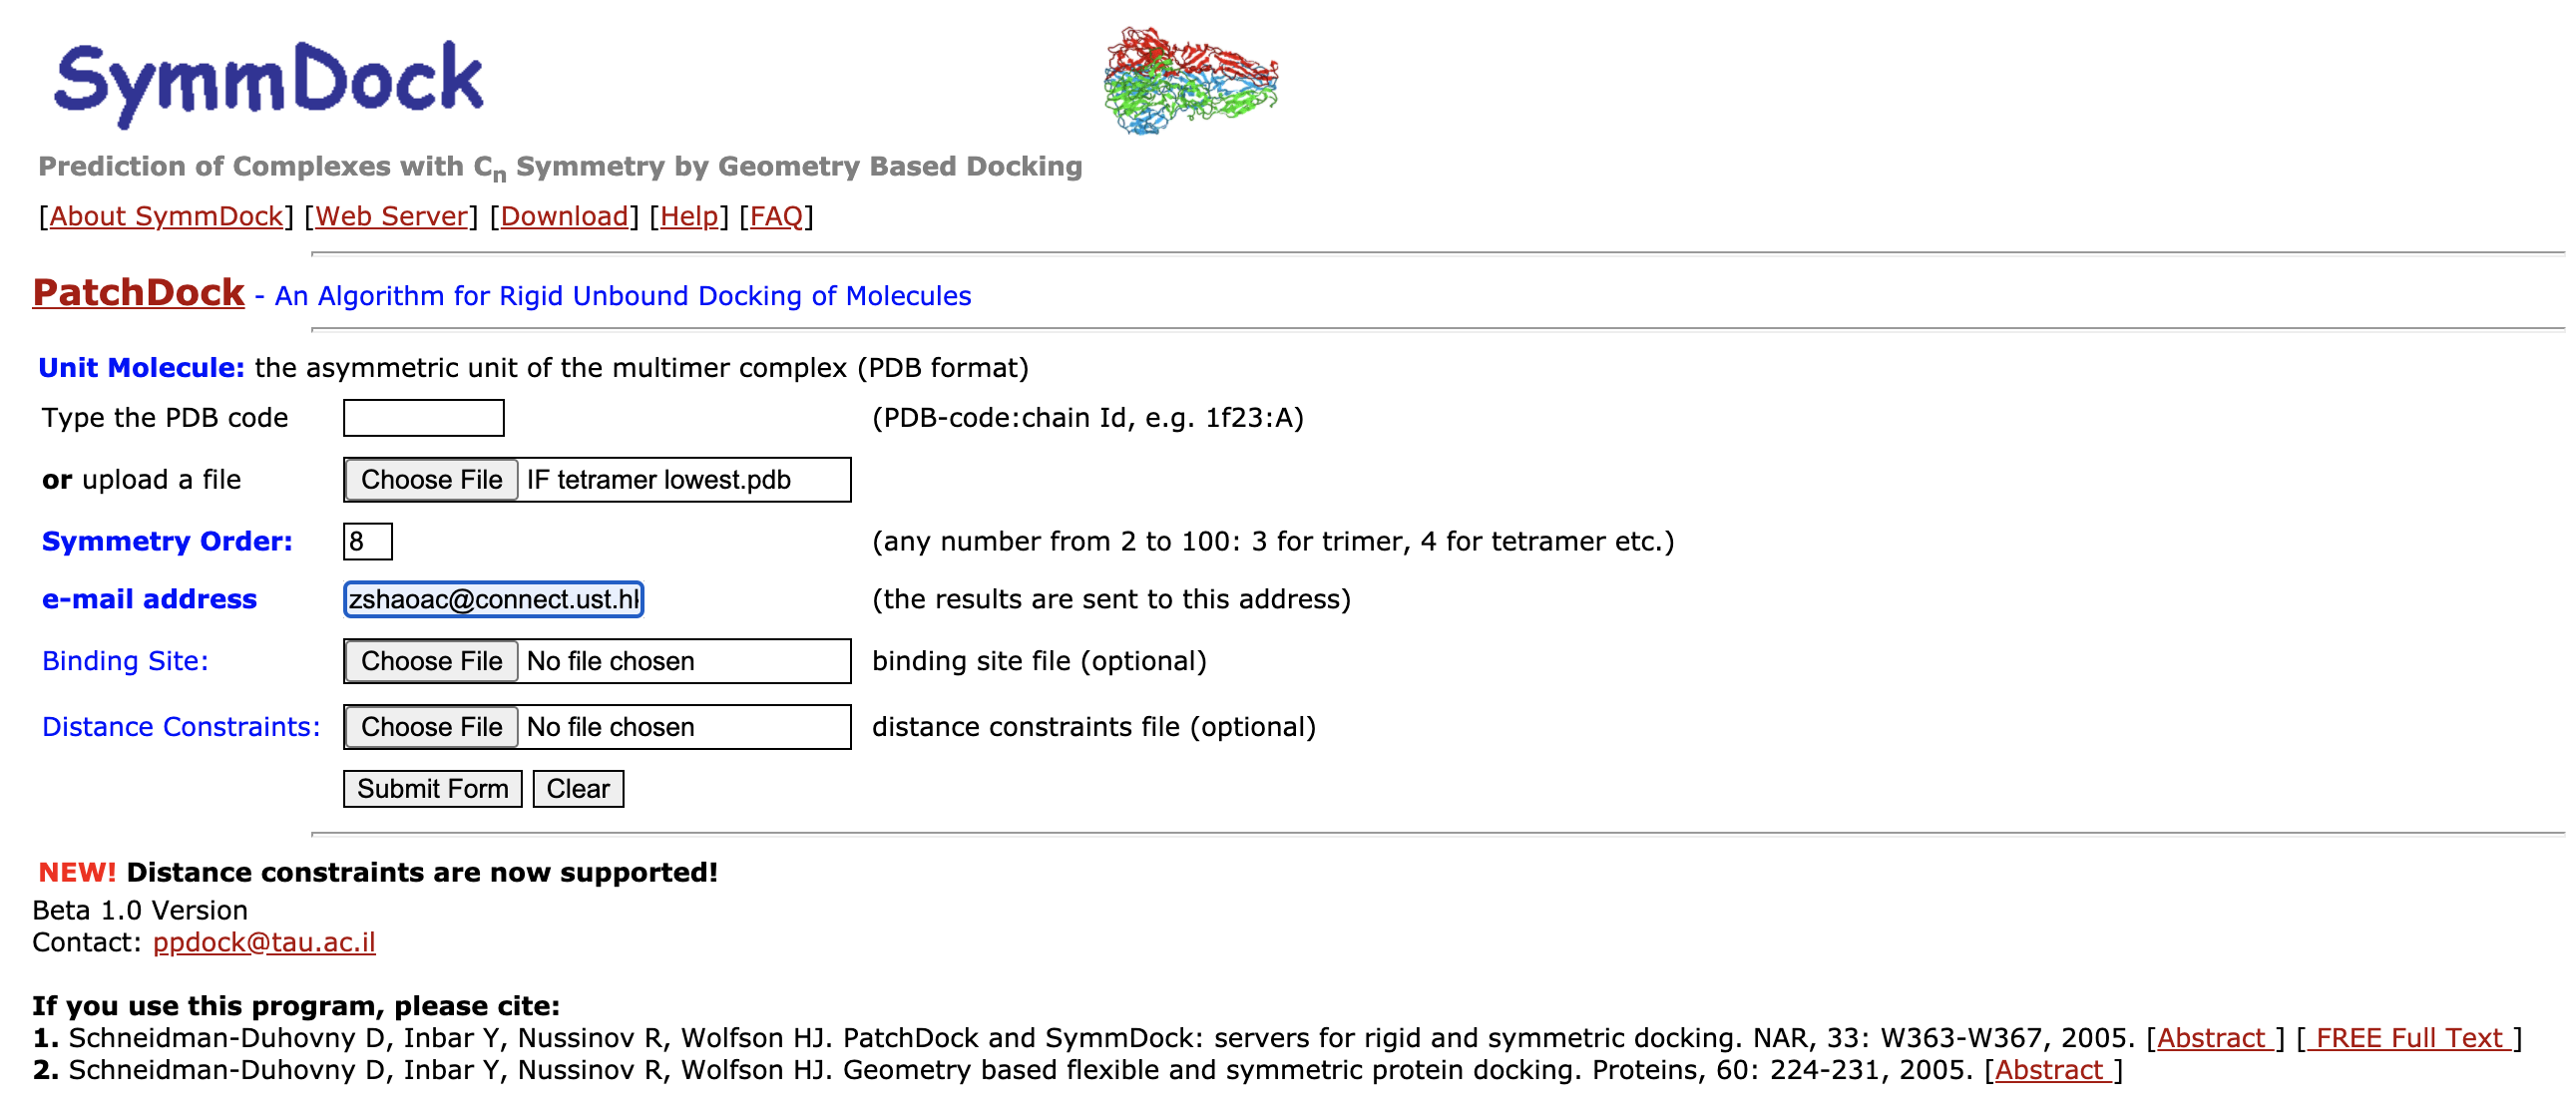 SymmDock
Prediction of Complexes with Cn Symmetry by Geometry Based Docking
[About SymmDock] [Web Server] [Download] [Help] [FAQ]
PatchDock - An Algorithm for Rigid Unbound Docking of Molecules
Unit Molecule: the asymmetric unit of the multimer complex (PDB format)
Type the PDB code (PDB-code:chain Id, e.g. 1f23:A)
or upload a file Choose File IF tetramer lowest.pdb
Symmetry Order: 8 (any number from 2 to 100: 3 for trimer, 4 for tetramer etc.)
e-mail address zshaoac@connect.ust.hk (the results are sent to this address)
Binding Site: Choose File No file chosen binding site file (optional)
Distance Constraints: Choose File No file chosen distance constraints file (optional)
Submit Form Clear
NEW! Distance constraints are now supported!
Beta 1.0 Version
Contact: ppdock@tau.ac.il
If you use this program, please cite:
1. Schneidman-Duhovny D, Inbar Y, Nussinov R, Wolfson HJ. PatchDock and SymmDock: servers for rigid and symmetric docking. NAR, 33: W363-W367, 2005. [Abstract ] [ FREE Full Text ]
2. Schneidman-Duhovny D, Inbar Y, Nussinov R, Wolfson HJ. Geometry based flexible and symmetric protein docking. Proteins, 60: 224-231, 2005. [Abstract ]